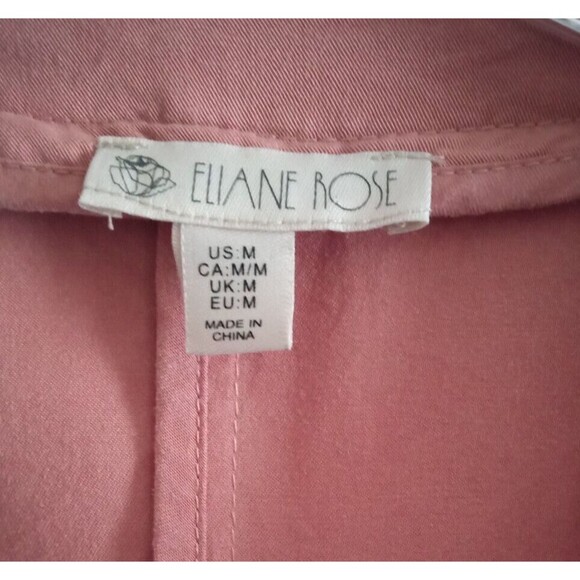 ELIANE ROSE
US:M
CA:M/M
UK:M
EU:M
MADE IN
CHINA